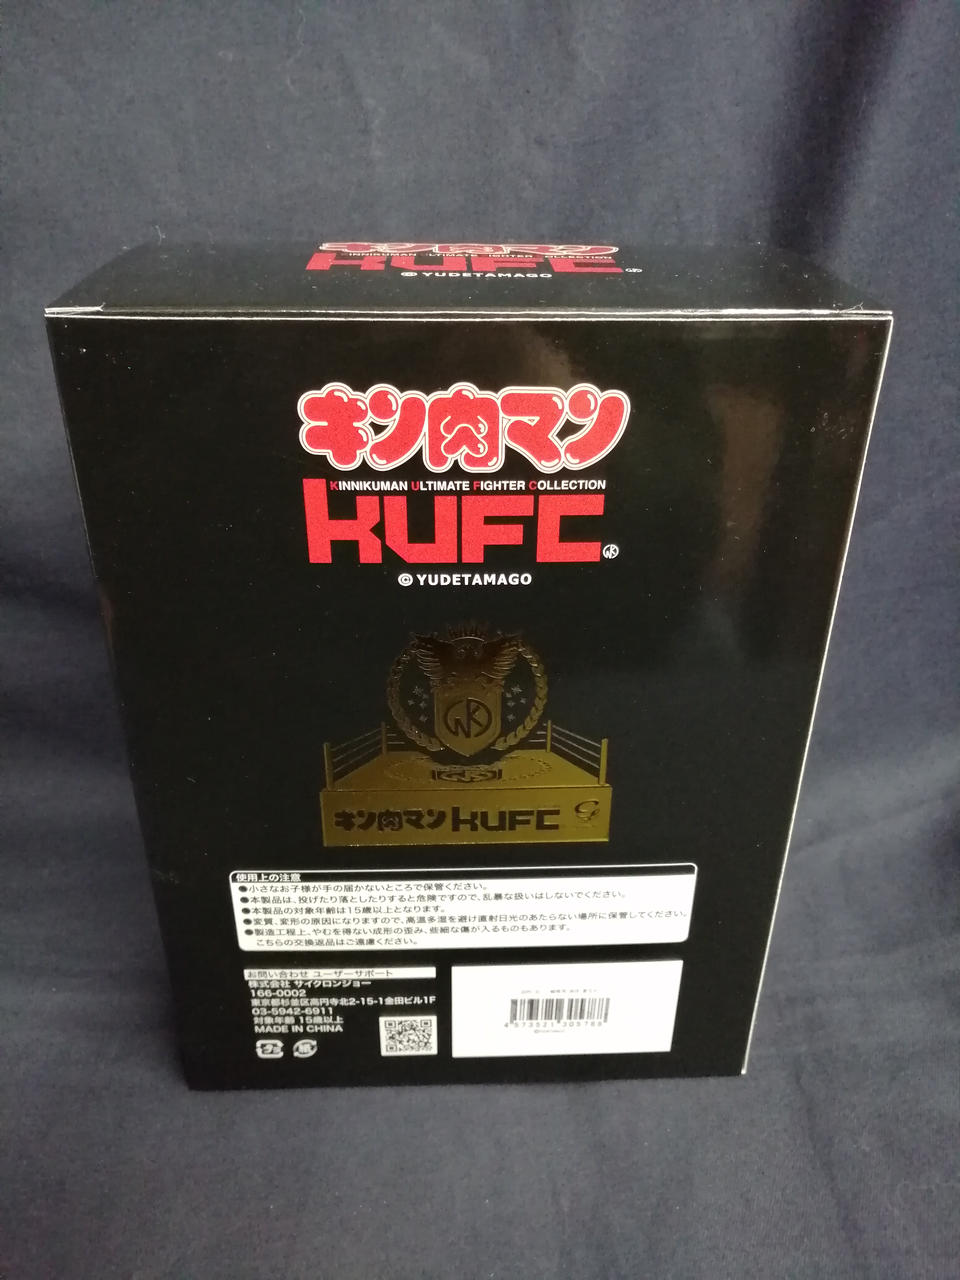 キン肉マン
KINNIKUMAN ULTIMATE FIGHTER COLLECTION
KUFC
©YUDETAMAGO
キン肉マン
KINNIKUMAN ULTIMATE FIGHTER COLLECTION
KUFC
©YUDETAMAGO
キン肉マン KUFC
使用上の注意
●小さなお子様が手の届かないところで保管ください。
●本製品は、投げたり落としたりすると危険ですので、乱暴な扱いはしないでください。
●本製品の対象年齢は15歳以上となります。
●変質、変形の原因になりますので、高温多湿を避け直射日光のあたらない場所に保管してください。
●製造工程上、やむを得ない成形の歪み、些細な傷が入るものもあります。
こちらの交換返品はご遠慮ください。
お問い合わせ ユーザーサポート
株式会社 サイクロンジョー
166-0002
東京都杉並区高円寺北2-15-1金田ビル1F
03-5942-6911
対象年齢 15歳以上
MADE IN CHINA
4 573521 305788